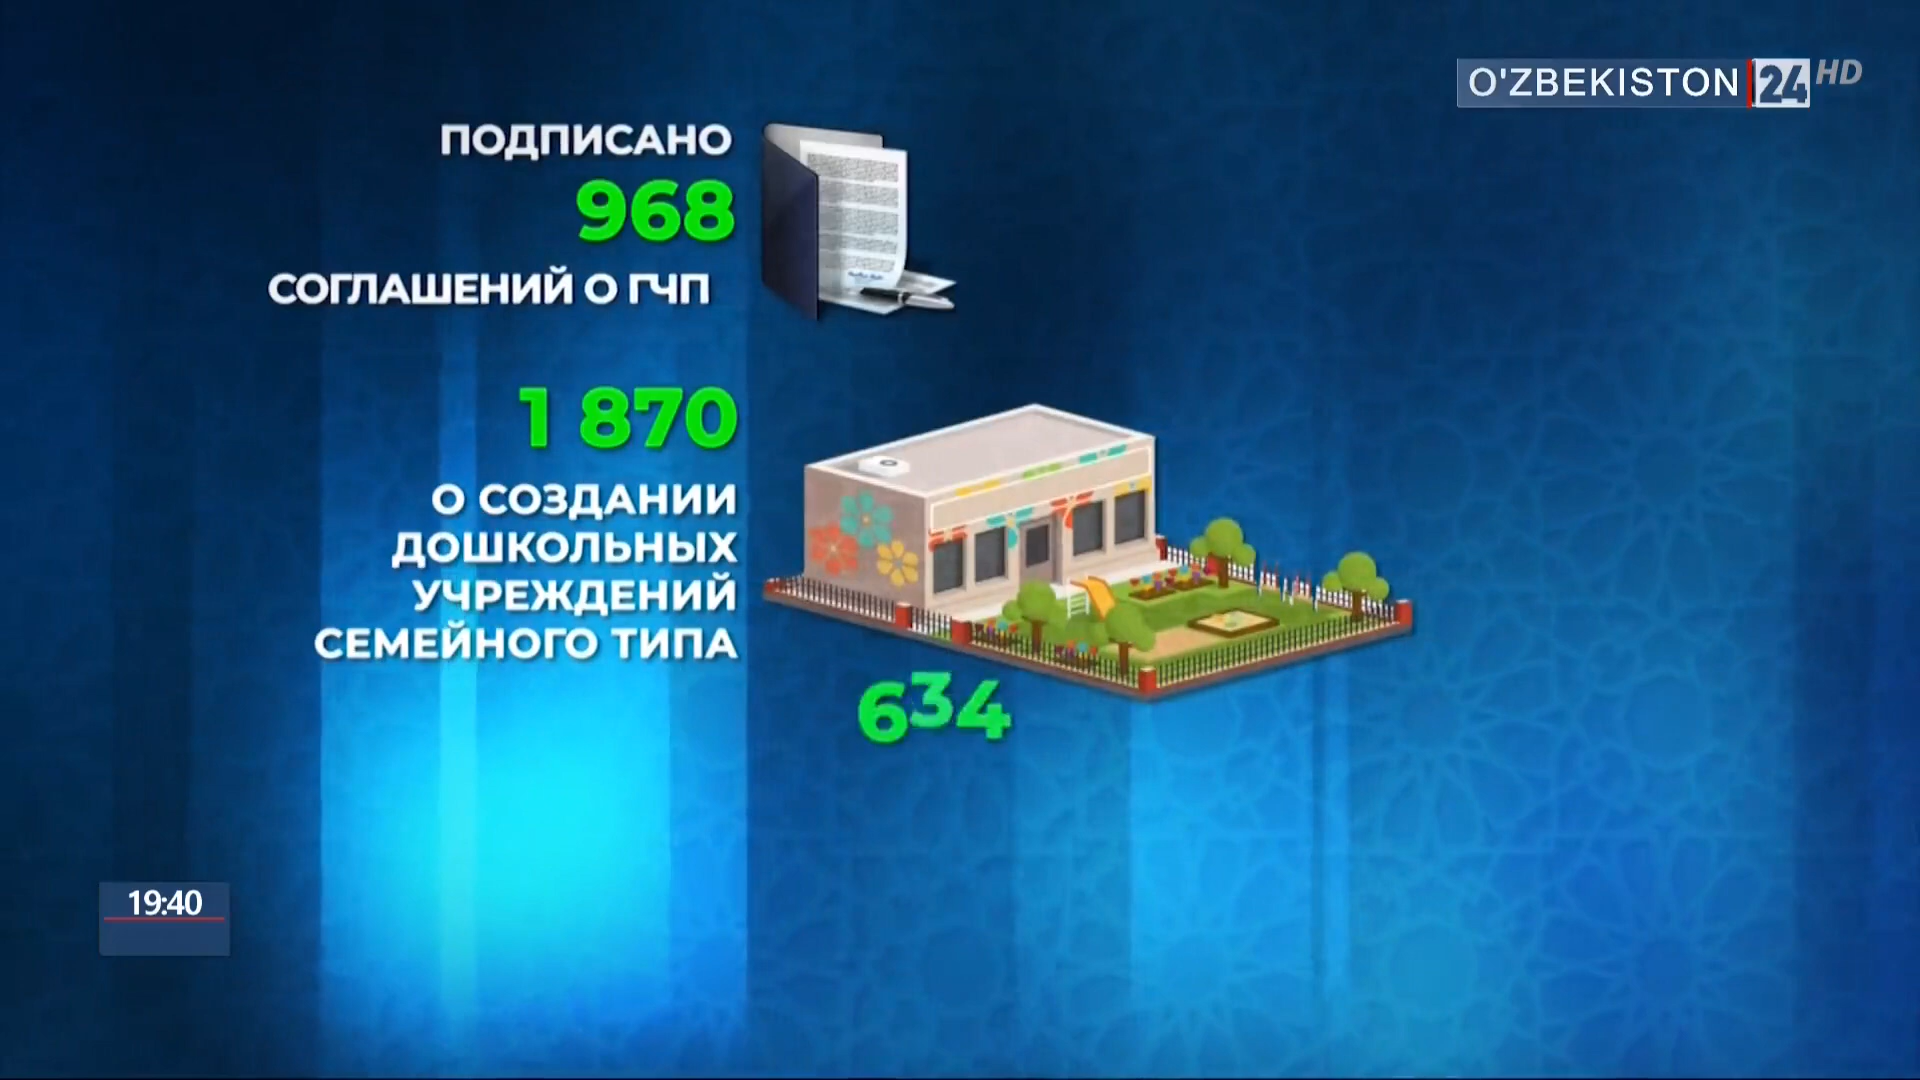 O'ZBEKISTON 24 HD
ПОДПИСАНО
968
СОГЛАШЕНИЙ О ГЧП
1 870
О СОЗДАНИИ
ДОШКОЛЬНЫХ
УЧРЕЖДЕНИЙ
СЕМЕЙНОГО ТИПА
634
19:40